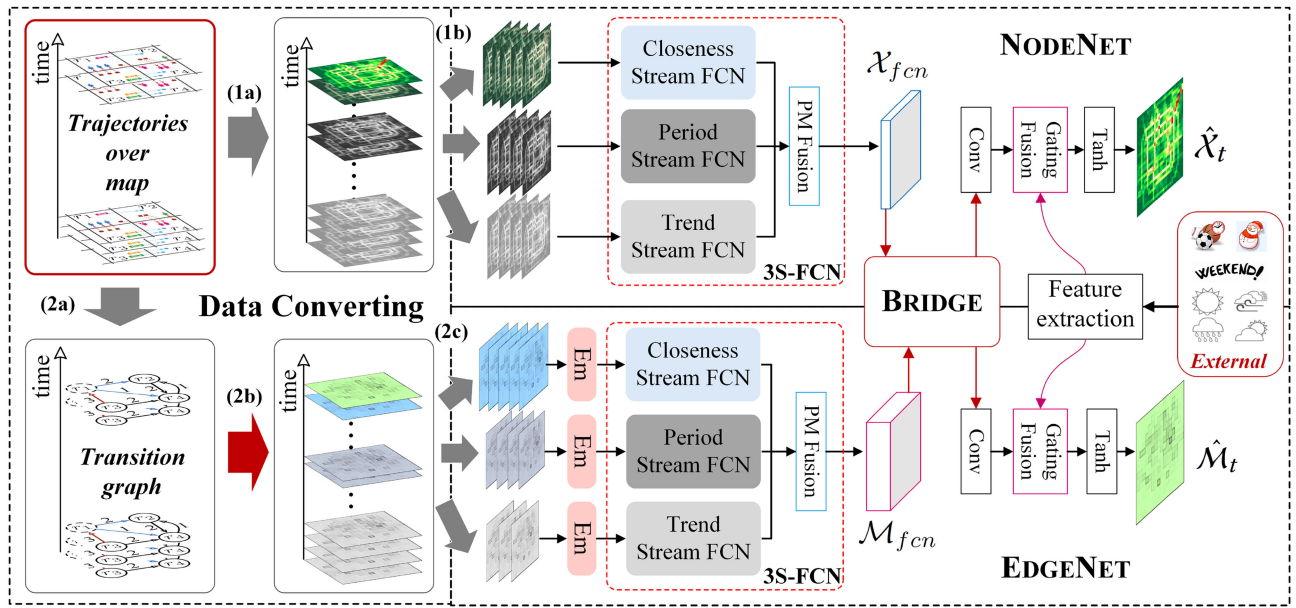 time
Trajectories
over
map
(1a)
time
(1b)
Closeness
Stream FCN
Period
Stream FCN
Trend
Stream FCN
PM Fusion
3S-FCN
𝒳_fcn
NODENET
Conv
Gating
Fusion
Tanh
𝒳̂_t
(2a)
Data Converting
BRIDGE
Feature
extraction
WEEKEND!
External
time
Transition
graph
(2b)
time
(2c)
Em
Em
Em
Closeness
Stream FCN
Period
Stream FCN
Trend
Stream FCN
PM Fusion
3S-FCN
ℳ_fcn
Conv
Gating
Fusion
Tanh
ℳ̂_t
EDGENET